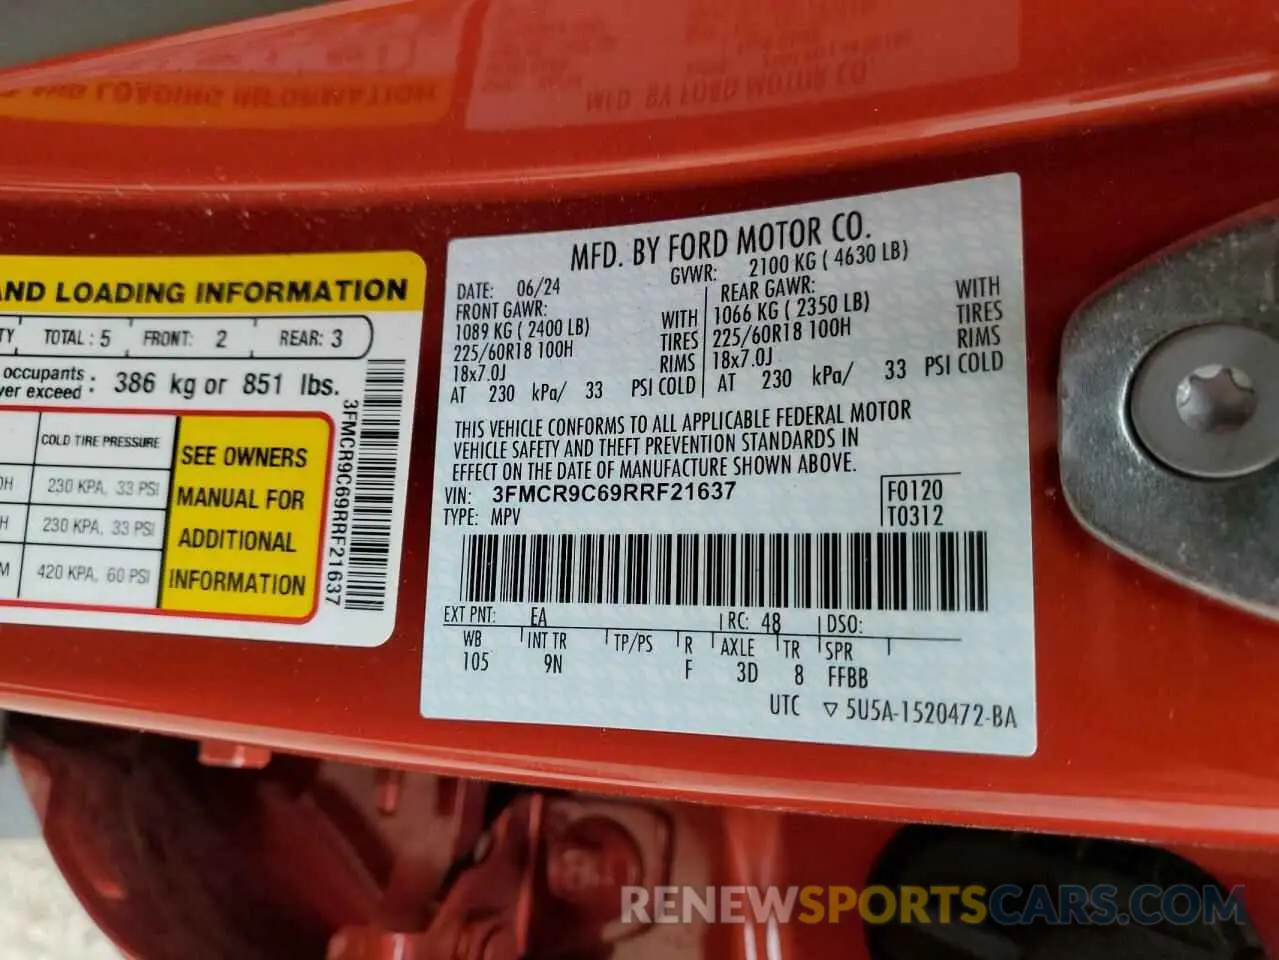 AND LOADING INFORMATION
TY TOTAL : 5 FRONT: 2 REAR: 3
occupants
ver exceed : 386 kg or 851 lbs.
COLD TIRE PRESSURE
0H 230 KPA, 33 PSI
H 230 KPA, 33 PSI
M 420 KPA, 60 PSI
SEE OWNERS
MANUAL FOR
ADDITIONAL
INFORMATION
3FMCR9C69RRF21637
MFD. BY FORD MOTOR CO.
DATE: 06/24 GVWR: 2100 KG ( 4630 LB)
FRONT GAWR: REAR GAWR: WITH
1089 KG ( 2400 LB) WITH 1066 KG ( 2350 LB) TIRES
225/60R18 100H TIRES 225/60R18 100H RIMS
18x7.0J RIMS 18x7.0J
AT 230 kPa/ 33 PSI COLD AT 230 kPa/ 33 PSI COLD
THIS VEHICLE CONFORMS TO ALL APPLICABLE FEDERAL MOTOR
VEHICLE SAFETY AND THEFT PREVENTION STANDARDS IN
EFFECT ON THE DATE OF MANUFACTURE SHOWN ABOVE.
VIN: 3FMCR9C69RRF21637 F0120
TYPE: MPV T0312
EXT PNT: EA RC: 48 DSO:
WB INT TR TP/PS R AXLE TR SPR
105 9N F 3D 8 FFBB
UTC ▽ 5U5A-1520472-BA
RENEWSPORTSCARS.COM